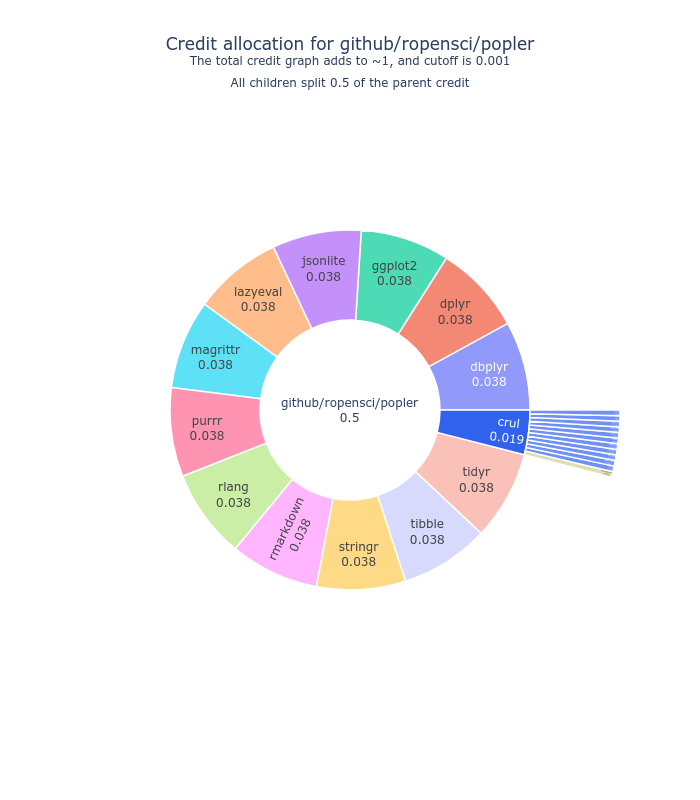 Credit allocation for github/ropensci/popler
The total credit graph adds to ~1, and cutoff is 0.001
All children split 0.5 of the parent credit
jsonlite
0.038
ggplot2
0.038
lazyeval
0.038
dplyr
0.038
magrittr
0.038
dbplyr
0.038
github/ropensci/popler
0.5
purrr
0.038
crul
0.019
rlang
0.038
tidyr
0.038
rmarkdown
0.038
stringr
0.038
tibble
0.038